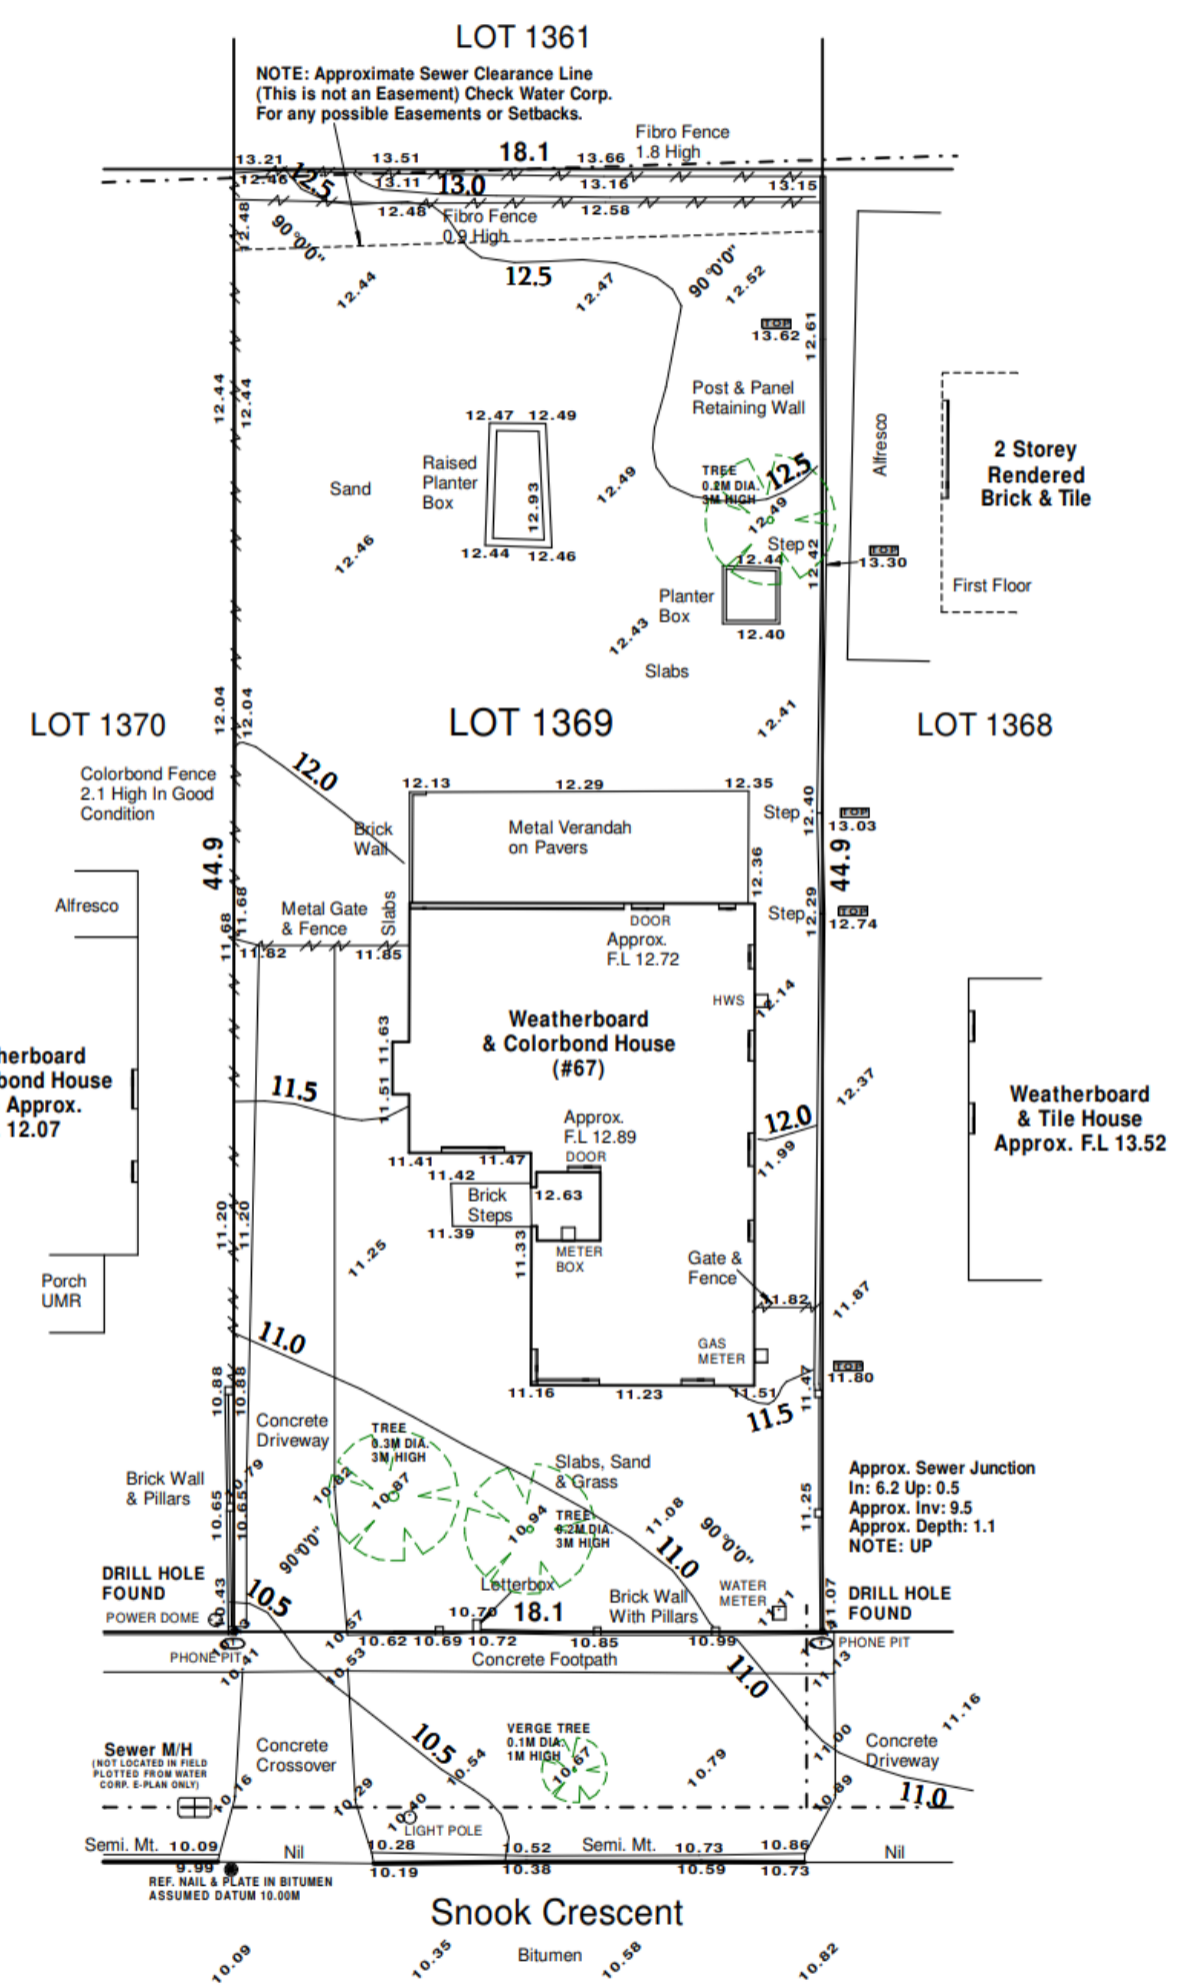 LOT 1361
NOTE: Approximate Sewer Clearance Line
(This is not an Easement) Check Water Corp.
For any possible Easements or Setbacks.
Fibro Fence
1.8 High
13.21
13.51
18.1
13.66
12.46
12.5
13.11
13.0
13.16
13.15
12.48
12.48
Fibro Fence
0.9 High
12.58
90°0'0"
90°0'0"
12.44
12.5
12.47
12.52
TOP
13.62
12.61
12.44
12.44
Post & Panel
Retaining Wall
Alfresco
2 Storey
Rendered
Brick & Tile
First Floor
12.47
12.49
Raised
Planter
Box
12.93
12.44
12.46
Sand
12.46
12.49
TREE
0.2M DIA.
3M HIGH
12.5
12.49
Step
12.44
12.42
TOP
13.30
Planter
Box
12.40
12.43
Slabs
12.41
12.04
12.04
LOT 1370
LOT 1369
LOT 1368
Colorbond Fence
2.1 High In Good
Condition
12.0
12.13
12.29
12.35
Brick
Wall
Metal Verandah
on Pavers
Step
12.40
TOP
13.03
44.9
44.9
12.36
Alfresco
11.68
11.68
Metal Gate
& Fence
Slabs
11.82
11.85
DOOR
Approx.
F.L 12.72
Step
12.29
TOP
12.74
HWS
12.14
Weatherboard
& Colorbond House
(#67)
11.63
11.51
herboard
bond House
Approx.
12.07
11.5
12.37
Weatherboard
& Tile House
Approx. F.L 13.52
Approx.
F.L 12.89
DOOR
12.0
11.99
11.41
11.47
11.42
Brick
Steps
12.63
11.39
11.33
METER
BOX
11.20
11.20
11.25
Gate &
Fence
11.82
11.87
Porch
UMR
11.0
GAS
METER
11.16
11.23
11.51
11.47
TOP
11.80
11.5
10.88
10.88
Concrete
Driveway
TREE
0.3M DIA.
3M HIGH
10.79
10.82
10.87
Slabs, Sand
& Grass
Brick Wall
& Pillars
10.65
10.65
10.94
TREE
0.2M DIA.
3M HIGH
11.08
11.0
90°0'0"
90°0'0"
11.25
Approx. Sewer Junction
In: 6.2 Up: 0.5
Approx. Inv: 9.5
Approx. Depth: 1.1
NOTE: UP
DRILL HOLE
FOUND
10.43
10.5
Letterbox
Brick Wall
With Pillars
WATER
METER
11.11
11.07
DRILL HOLE
FOUND
POWER DOME
10.70
18.1
10.57
10.62
10.69
10.72
10.85
10.99
PHONE PIT
PHONE PIT
10.41
10.53
Concrete Footpath
11.0
11.13
10.5
VERGE TREE
0.1M DIA.
1M HIGH
10.54
10.67
10.79
11.00
11.16
Concrete
Driveway
11.0
Sewer M/H
(NOT LOCATED IN FIELD
PLOTTED FROM WATER
CORP. E-PLAN ONLY)
Concrete
Crossover
10.16
10.29
10.40
LIGHT POLE
10.89
Semi. Mt.
10.09
Nil
10.28
10.52
Semi. Mt.
10.73
10.86
Nil
9.99
10.19
10.38
10.59
10.73
REF. NAIL & PLATE IN BITUMEN
ASSUMED DATUM 10.00M
Snook Crescent
Bitumen
10.09
10.35
10.58
10.82